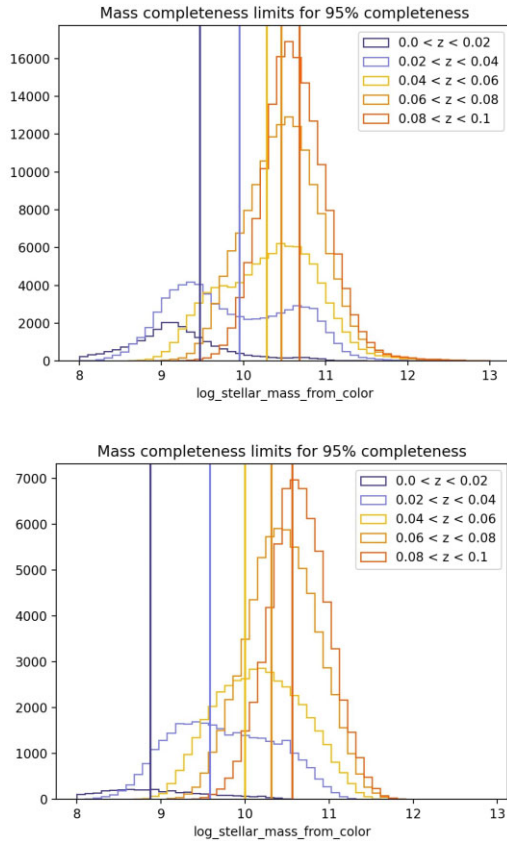 Mass completeness limits for 95% completeness
16000
14000
12000
10000
8000
6000
4000
2000
0
0.0 < z < 0.02
0.02 < z < 0.04
0.04 < z < 0.06
0.06 < z < 0.08
0.08 < z < 0.1
8 9 10 11 12 13
log_stellar_mass_from_color
Mass completeness limits for 95% completeness
7000
6000
5000
4000
3000
2000
1000
0
0.0 < z < 0.02
0.02 < z < 0.04
0.04 < z < 0.06
0.06 < z < 0.08
0.08 < z < 0.1
8 9 10 11 12 13
log_stellar_mass_from_color